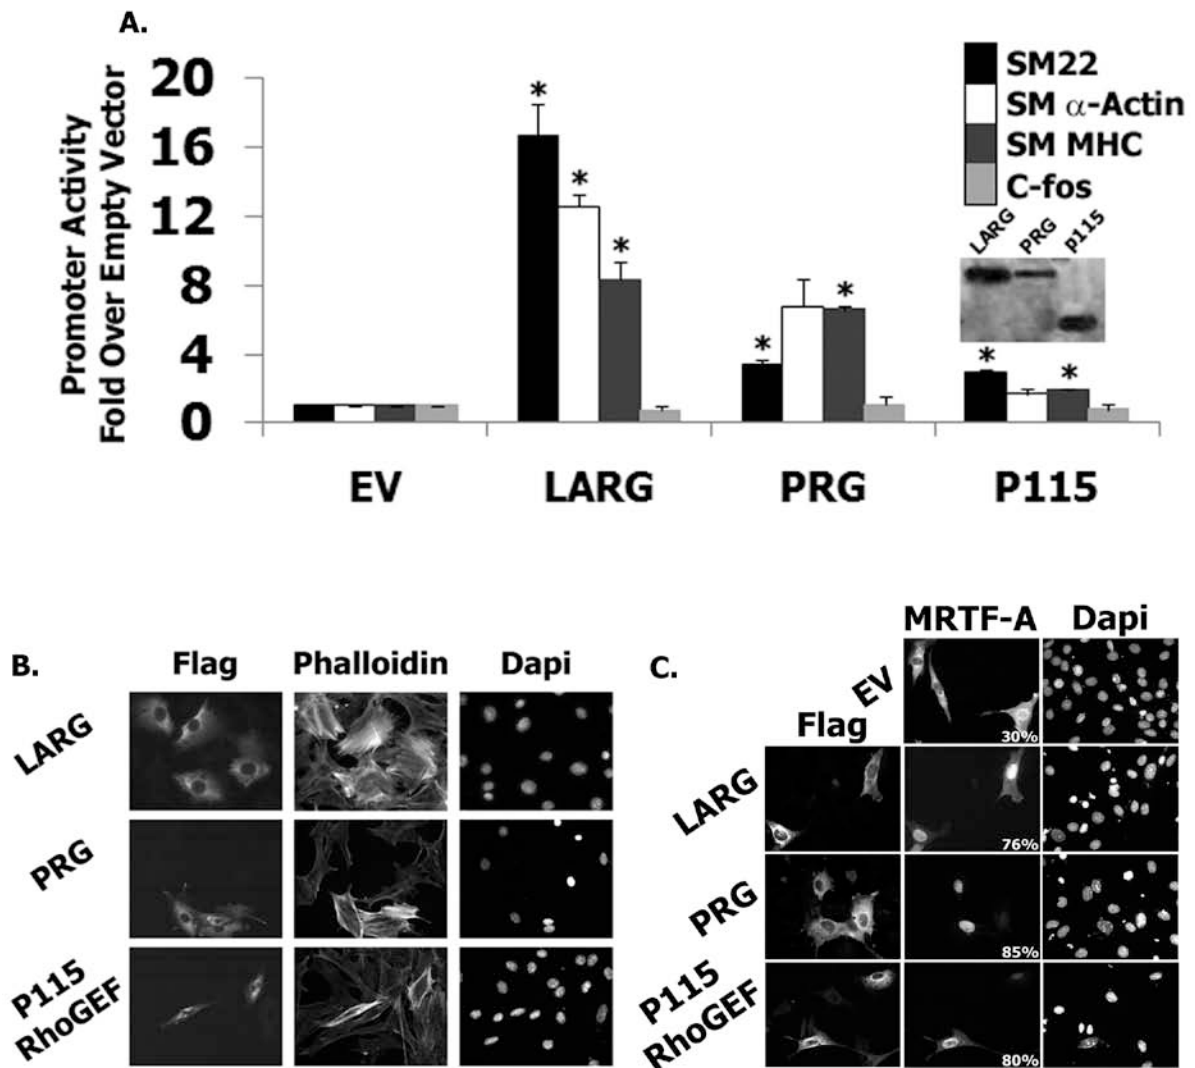 A.
Promoter Activity
Fold Over Empty Vector
20
16
12
8
4
0
*
*
*
*
*
*
*
EV
LARG
PRG
P115
SM22
SM α-Actin
SM MHC
C-fos
LARG
PRG
p115
B.
Flag
Phalloidin
Dapi
LARG
PRG
P115
RhoGEF
C.
MRTF-A
Dapi
EV
Flag
30%
LARG
76%
PRG
85%
P115
RhoGEF
80%